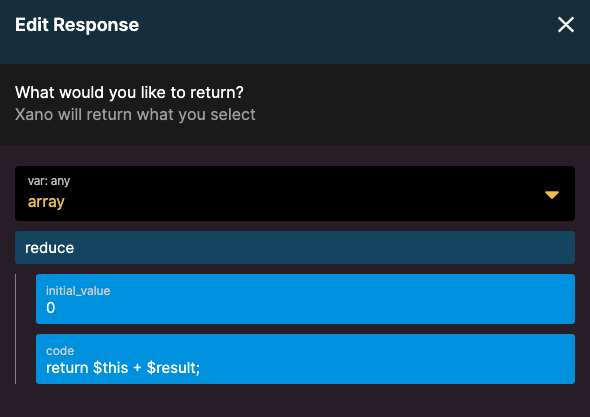 Edit Response
What would you like to return?
Xano will return what you select
var: any
array
reduce
initial_value
0
code
return $this + $result;